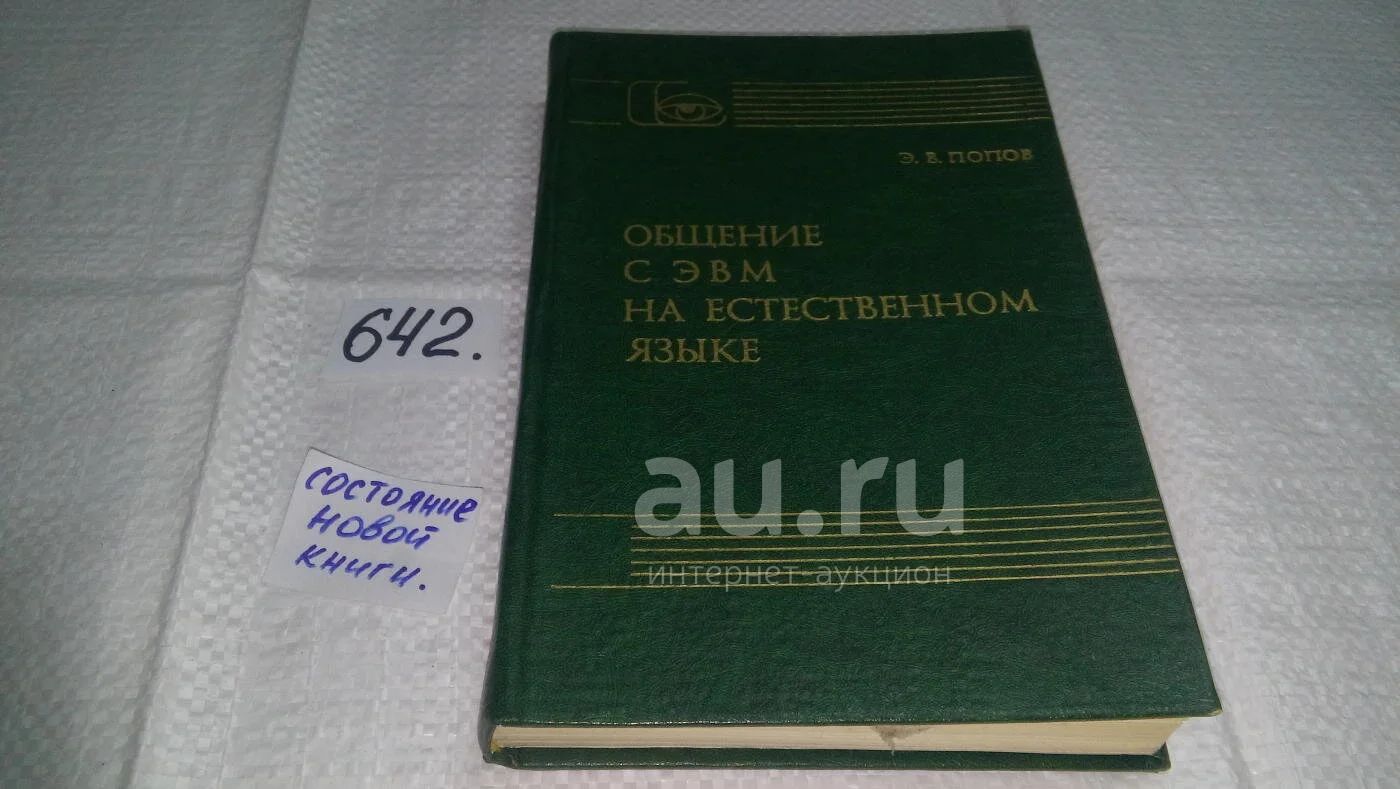 Э. В. ПОПОВ
ОБЩЕНИЕ
С ЭВМ
НА ЕСТЕСТВЕННОМ
ЯЗЫКЕ
642.
состояние
новой
книги.
au.ru
интернет-аукцион